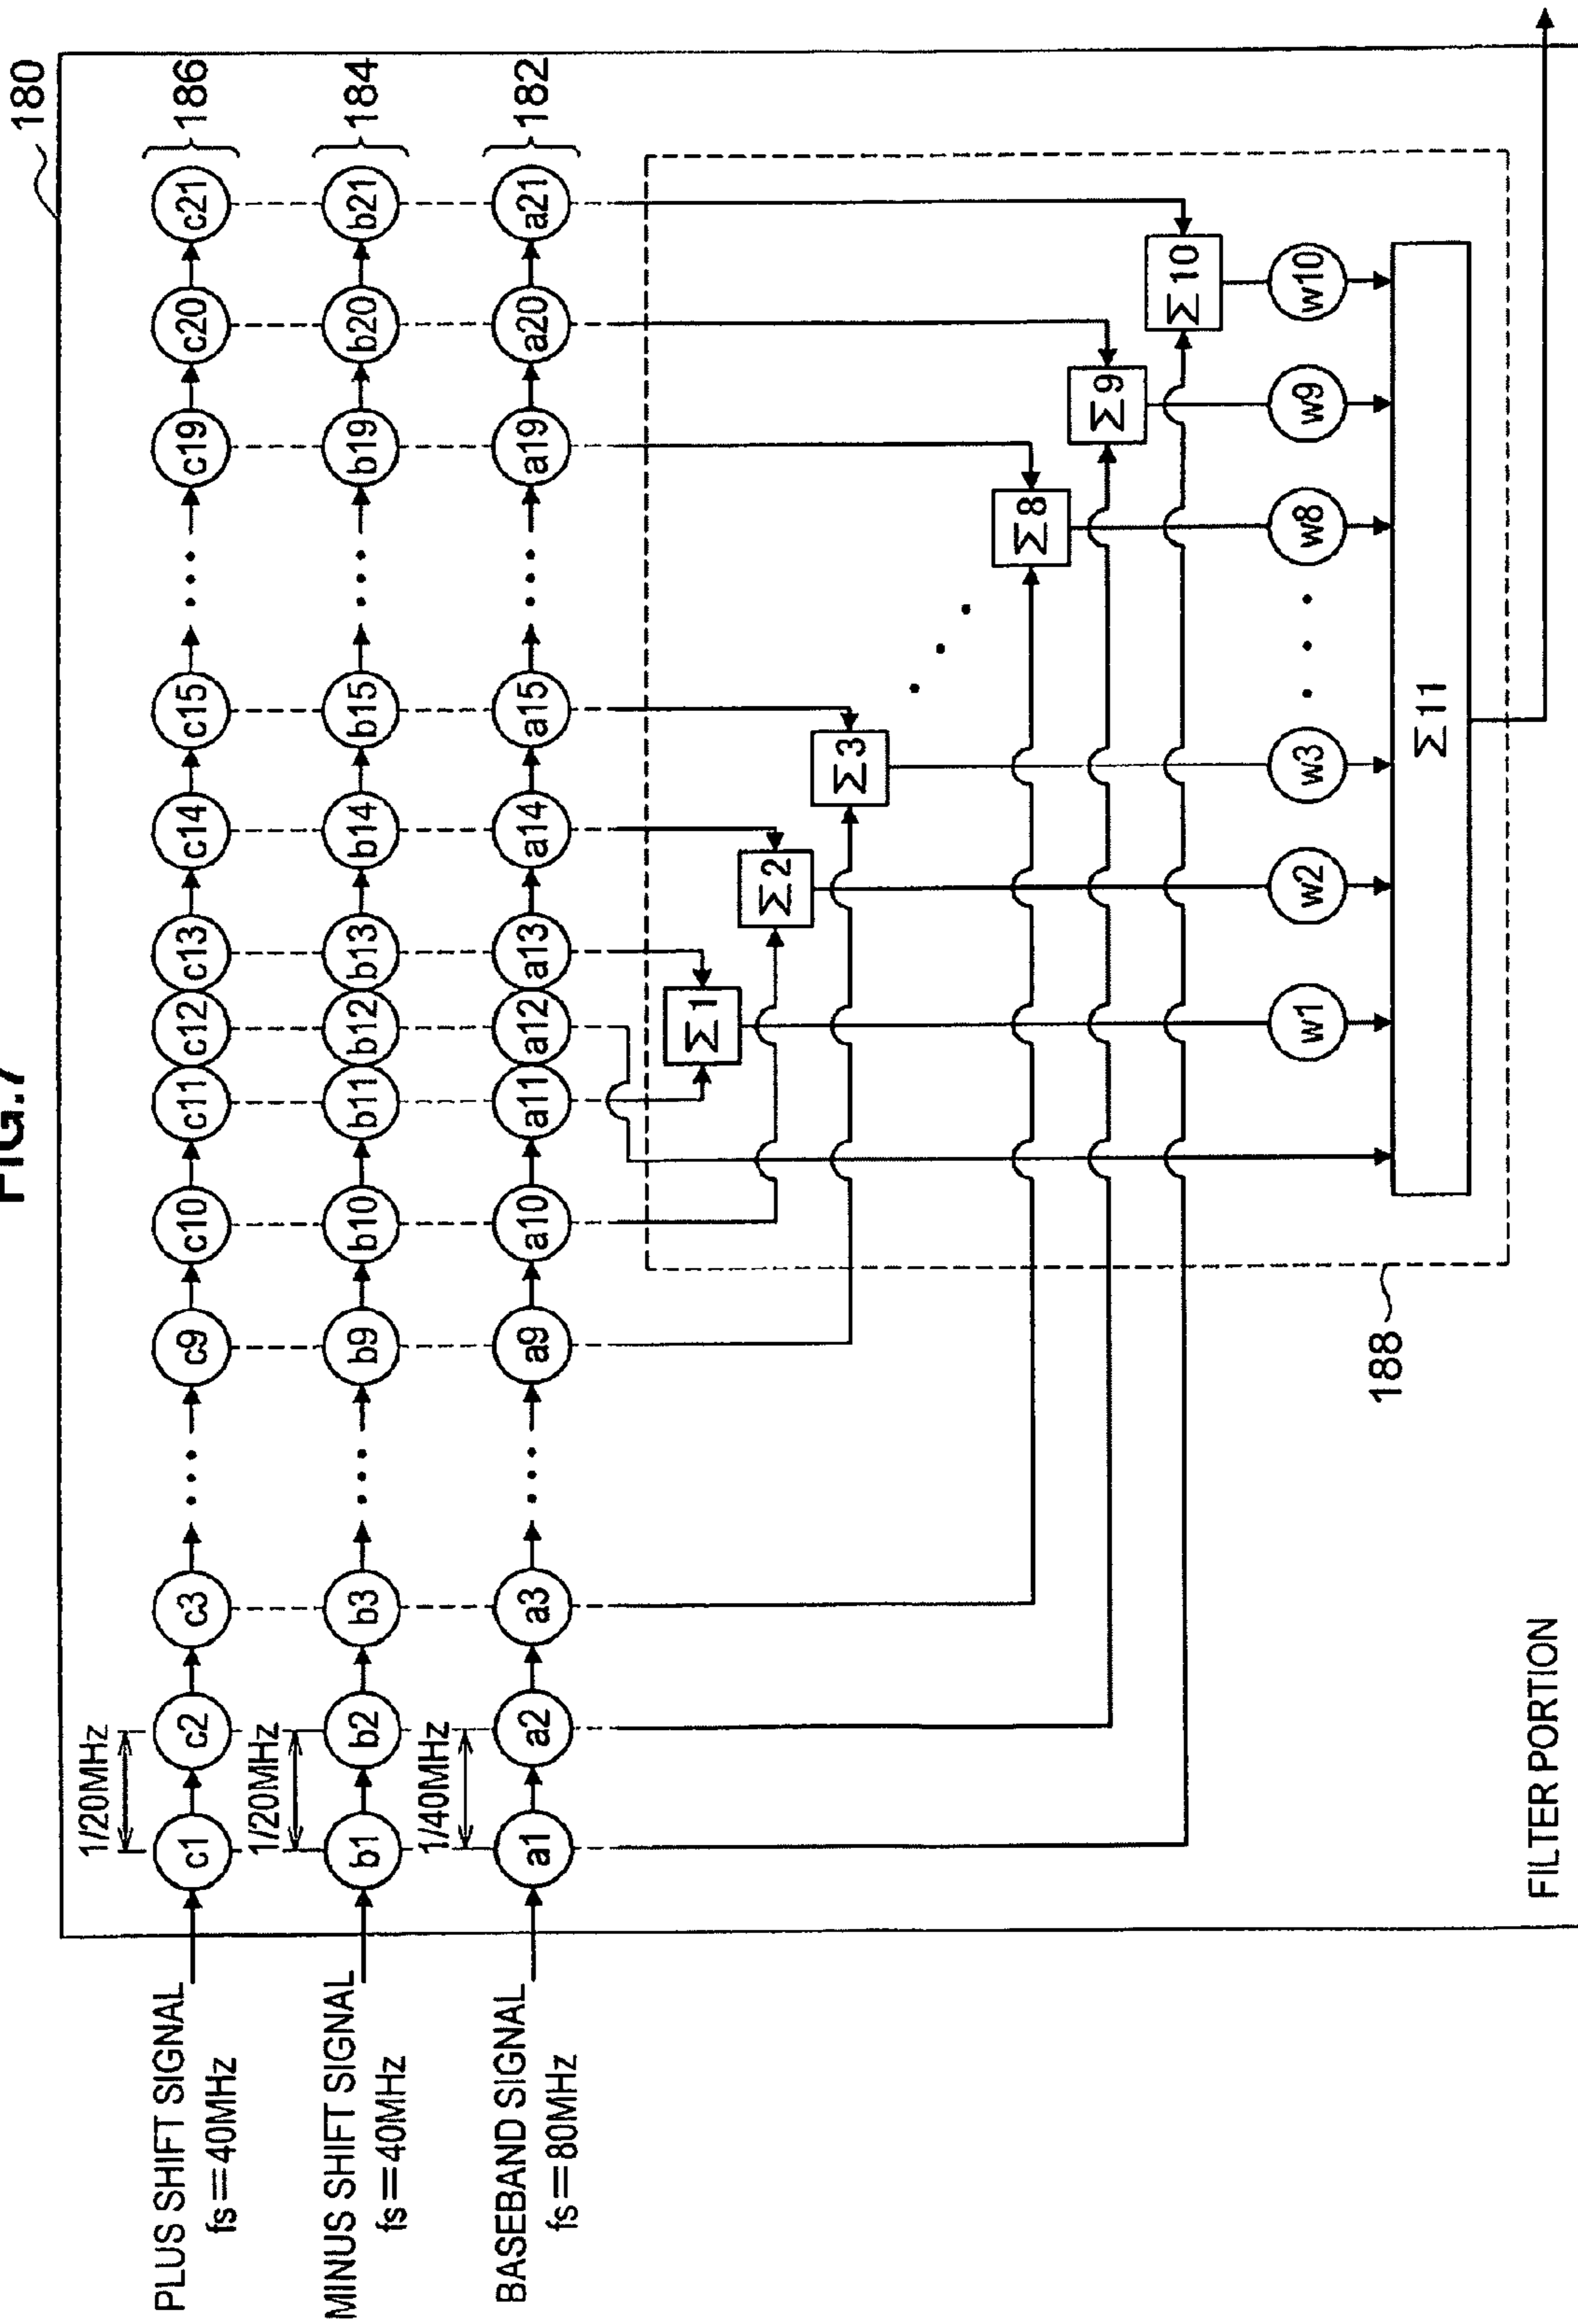 FIG.7
180
PLUS SHIFT SIGNAL
fs=40MHz
1/20MHz
c1 c2 c3 c9 c10 c11 c12 c13 c14 c15 c19 c20 c21
186
MINUS SHIFT SIGNAL
fs=40MHz
1/20MHz
b1 b2 b3 b9 b10 b11 b12 b13 b14 b15 b19 b20 b21
184
BASEBAND SIGNAL
fs=80MHz
1/40MHz
a1 a2 a3 a9 a10 a11 a12 a13 a14 a15 a19 a20 a21
182
Σ1 Σ2 Σ3 Σ8 Σ9 Σ10
w1 w2 w3 w8 w9 w10
Σ11
188
FILTER PORTION